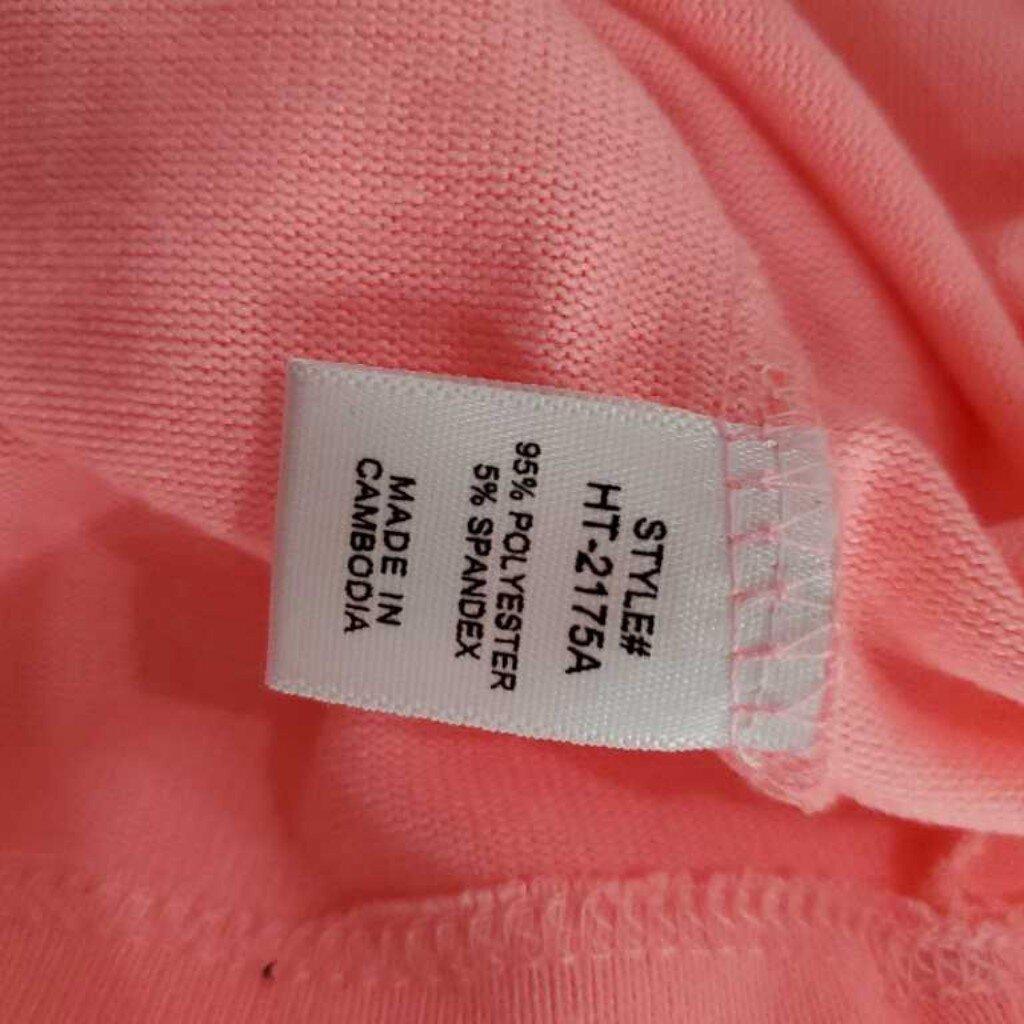 STYLE#
HT-2175A
95% POLYESTER
5% SPANDEX
MADE IN
CAMBODIA